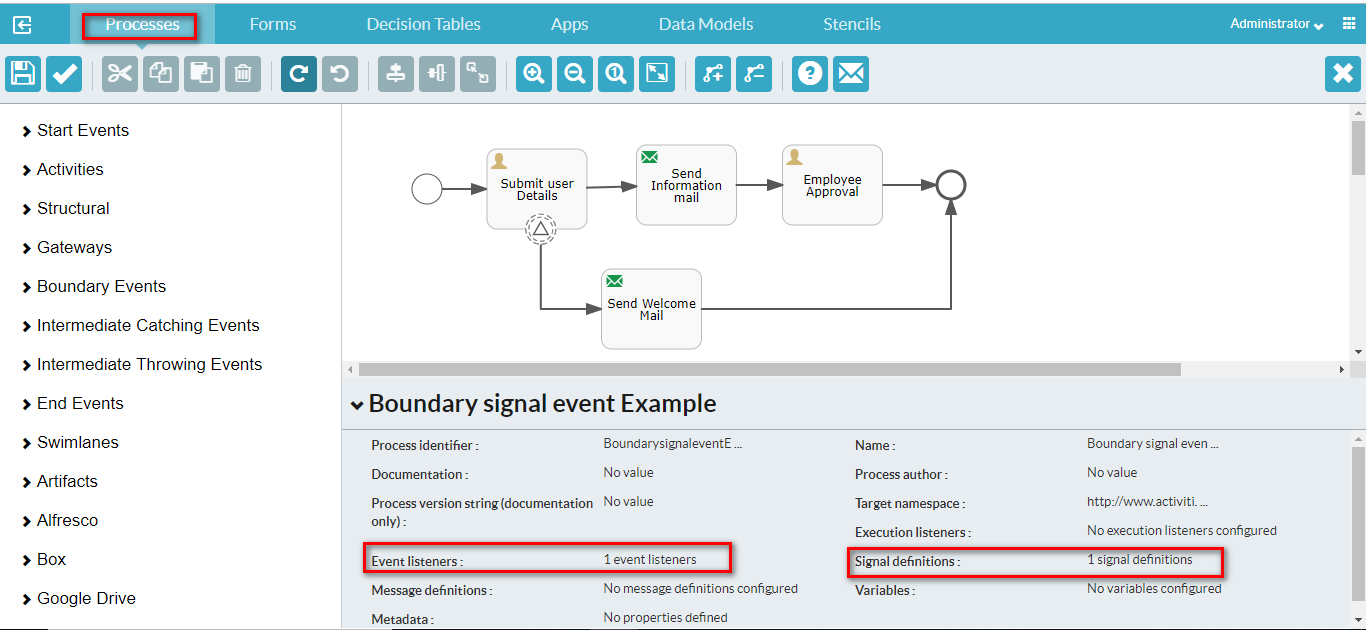 Processes Forms Decision Tables Apps Data Models Stencils Administrator
Start Events
Activities
Structural
Gateways
Boundary Events
Intermediate Catching Events
Intermediate Throwing Events
End Events
Swimlanes
Artifacts
Alfresco
Box
Google Drive
Submit user
Details
Send
Information
mail
Employee
Approval
Send Welcome
Mail
Boundary signal event Example
Process identifier : BoundarysignaleventE ... Name : Boundary signal even ...
Documentation : No value Process author : No value
Process version string (documentation No value Target namespace : http://www.activiti. ...
only) :
Execution listeners : No execution listeners configured
Event listeners : 1 event listeners Signal definitions : 1 signal definitions
Message definitions : No message definitions configured Variables : No variables configured
Metadata : No properties defined